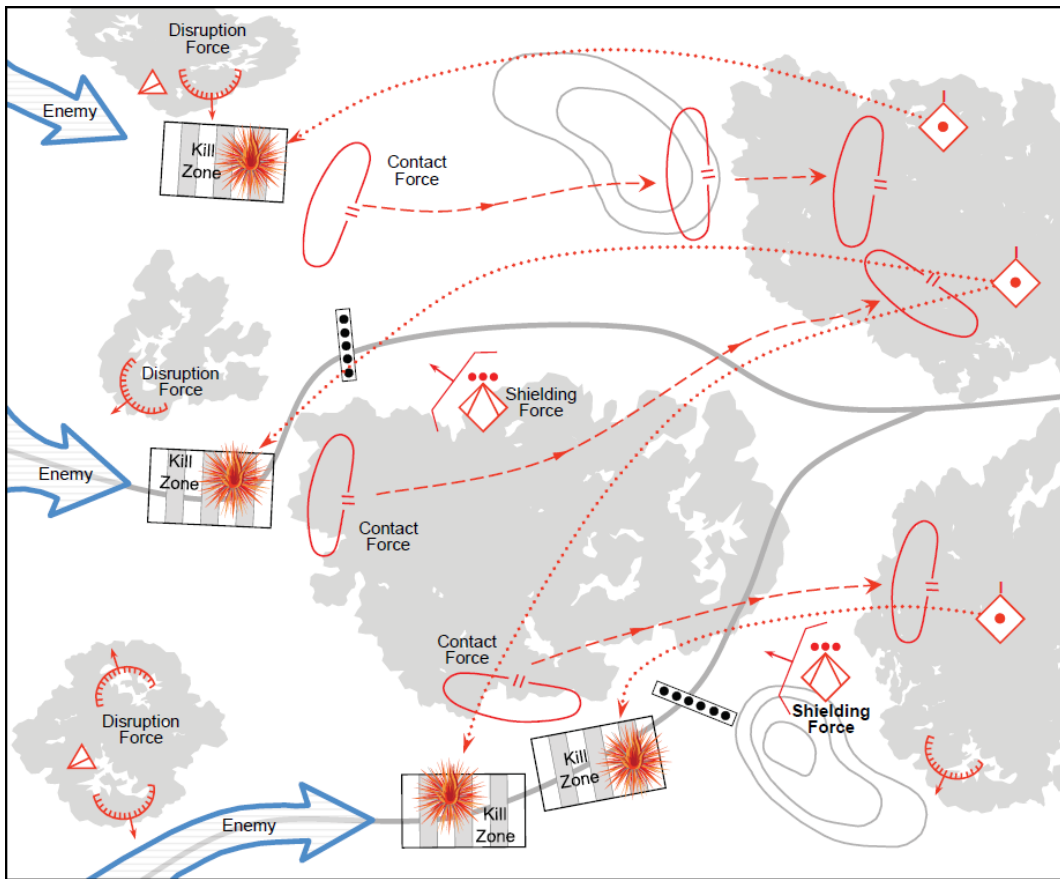 Disruption
Force
Enemy
Kill
Zone
Contact
Force
Disruption
Force
Shielding
Force
Enemy
Kill
Zone
Contact
Force
Contact
Force
Shielding
Force
Disruption
Force
Kill
Zone
Enemy
Kill
Zone